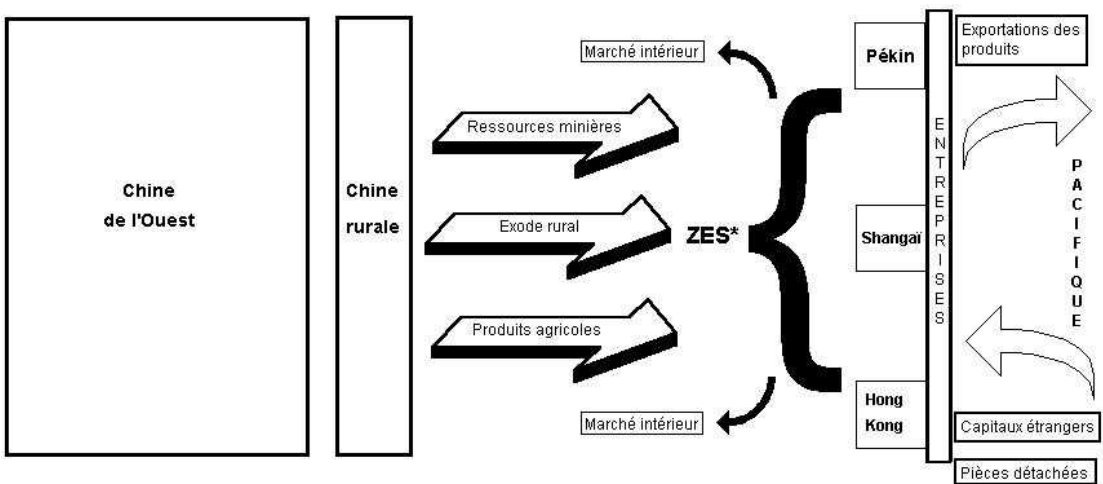 Chine
de l'Ouest
Chine
rurale
Ressources minières
Exode rural
Produits agricoles
Marché intérieur
ZES*
Marché intérieur
Pékin
Shangaï
Hong
Kong
ENTREPRISES
Exportations des
produits
PACIFIQUE
Capitaux étrangers
Pièces détachées